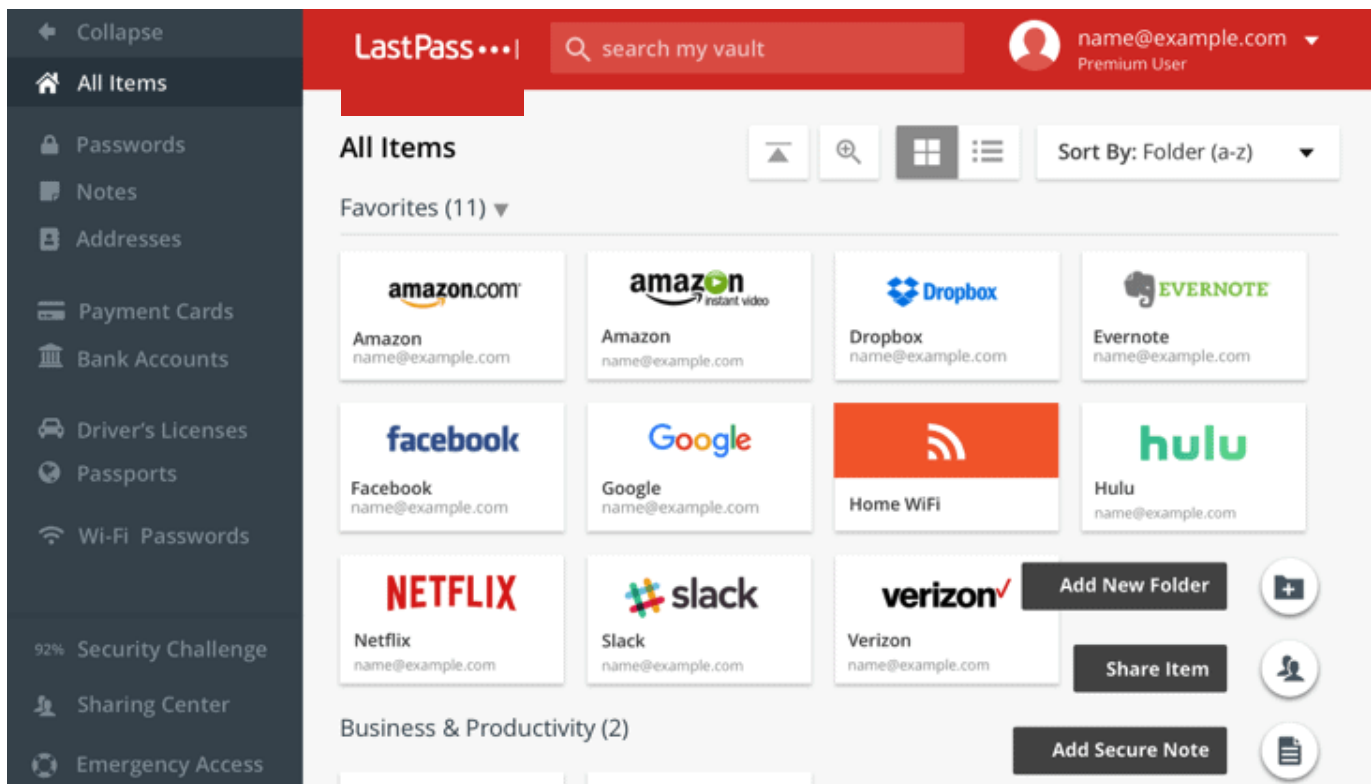 Collapse
All Items
Passwords
Notes
Addresses
Payment Cards
Bank Accounts
Driver's Licenses
Passports
Wi-Fi Passwords
92% Security Challenge
Sharing Center
Emergency Access
LastPass
search my vault
name@example.com
Premium User
All Items
Sort By: Folder (a-z)
Favorites (11)
amazon.com
Amazon
name@example.com
amazon
instant video
Amazon
name@example.com
Dropbox
Dropbox
name@example.com
EVERNOTE
Evernote
name@example.com
facebook
Facebook
name@example.com
Google
Google
name@example.com
Home WiFi
hulu
Hulu
name@example.com
NETFLIX
Netflix
name@example.com
slack
Slack
name@example.com
verizon
Verizon
name@example.com
Add New Folder
Share Item
Business & Productivity (2)
Add Secure Note